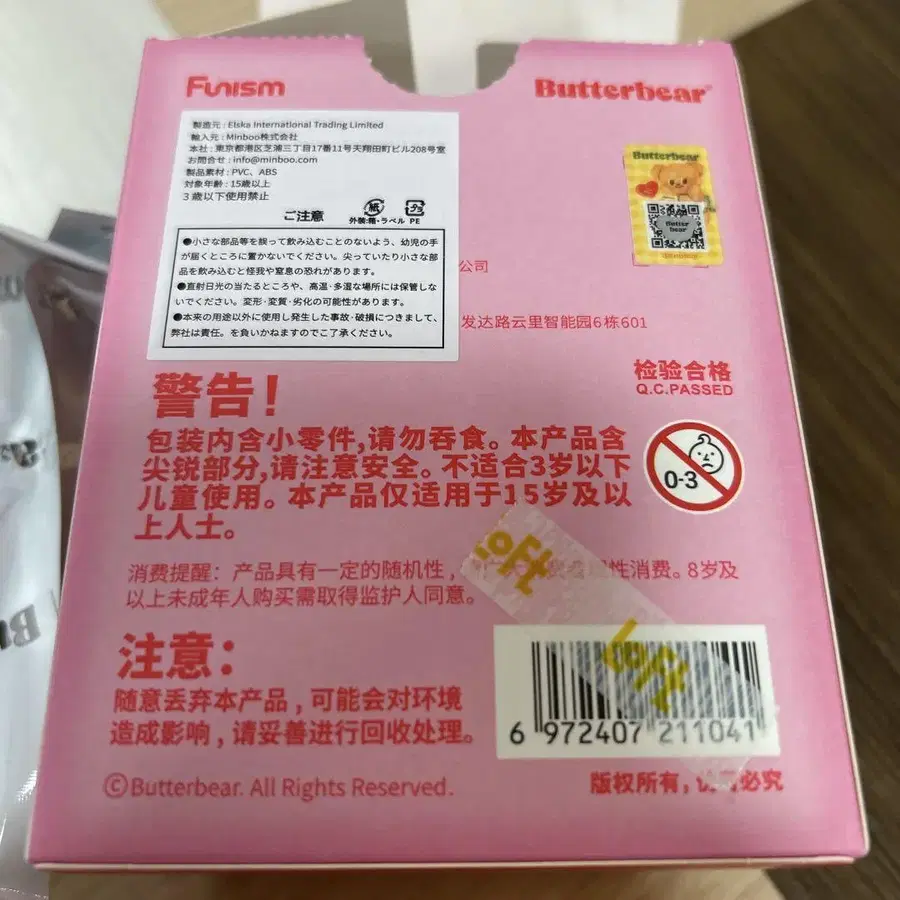 Funism
Butterbear
製造元 : Elska International Trading Limited
輸入元 : Minboo株式会社
本社 : 東京都港区芝浦三丁目17番11号天翔田町ビル208号室
お問合せ : info@minboo.com
製品素材 : PVC、ABS
対象年齢 : 15歳以上
3歳以下使用禁止
ご注意
紙
プラ
外装:箱・ラベル PE
●小さな部品等を誤って飲み込むことのないよう、幼児の手
が届くところに置かないでください。尖っていたり小さな部
品を飲み込むと怪我や窒息の恐れがあります。
●直射日光の当たるところや、高温・多湿な場所には保管しな
いでください。変形・変質・劣化の可能性があります。
●本来の用途以外に使用し発生した事故・破損につきまして、
弊社は責任。を負いかねますのでご了承ください。
Butterbear
Butter
bear
公司
发达路云里智能园6栋601
检验合格
Q.C.PASSED
警告！
包装内含小零件,请勿吞食。本产品含
尖锐部分,请注意安全。不适合3岁以下
儿童使用。本产品仅适用于15岁及以
上人士。
0-3
消费提醒：产品具有一定的随机性，性消费。8岁及
以上未成年人购买需取得监护人同意。
Loft
Loft
注意：
随意丢弃本产品，可能会对环境
造成影响，请妥善进行回收处理。
6 972407 211041
©Butterbear. All Rights Reserved.
版权所有，必究